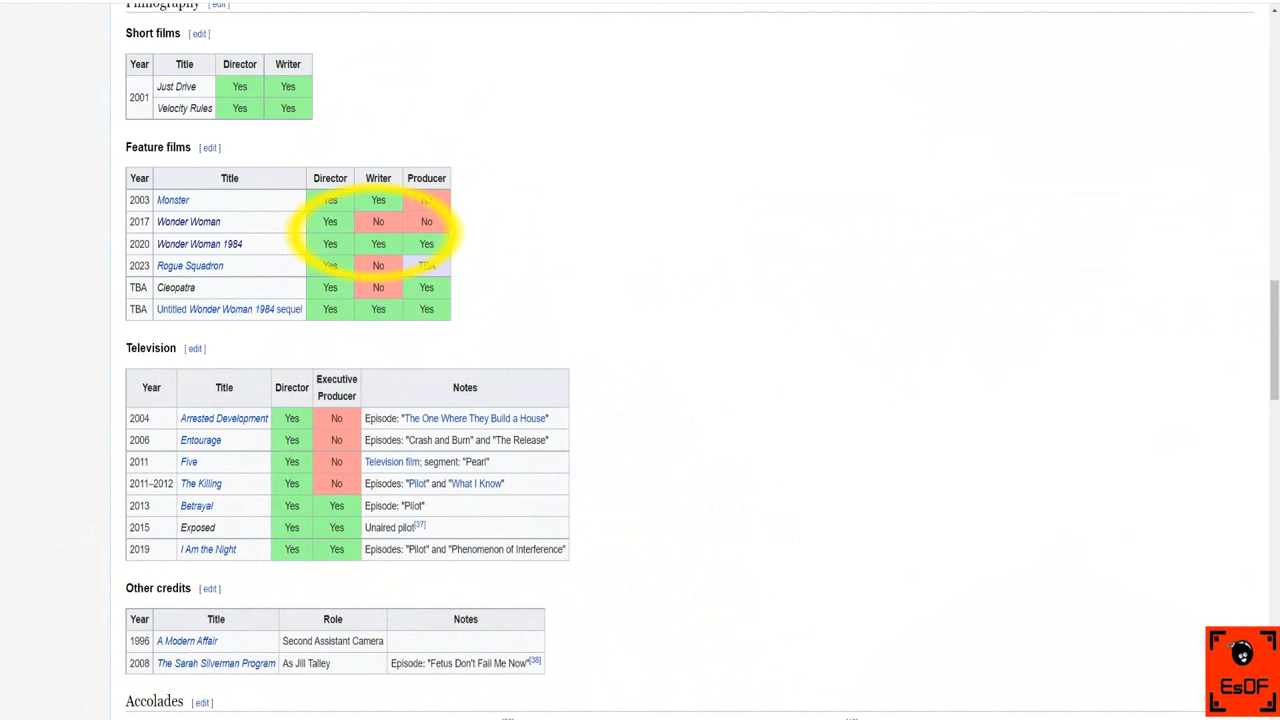 Filmography [ edit ]
Short films [ edit ]
Year Title Director Writer
2001 Just Drive Yes Yes
Velocity Rules Yes Yes
Feature films [ edit ]
Year Title Director Writer Producer
2003 Monster Yes Yes
2017 Wonder Woman Yes No No
2020 Wonder Woman 1984 Yes Yes Yes
2023 Rogue Squadron Yes No TBA
TBA Cleopatra Yes No Yes
TBA Untitled Wonder Woman 1984 sequel Yes Yes Yes
Television [ edit ]
Year Title Director Executive Producer Notes
2004 Arrested Development Yes No Episode: "The One Where They Build a House"
2006 Entourage Yes No Episodes: "Crash and Burn" and "The Release"
2011 Five Yes No Television film; segment: "Pearl"
2011–2012 The Killing Yes No Episodes: "Pilot" and "What I Know"
2013 Betrayal Yes Yes Episode: "Pilot"
2015 Exposed Yes Yes Unaired pilot[37]
2019 I Am the Night Yes Yes Episodes: "Pilot" and "Phenomenon of Interference"
Other credits [ edit ]
Year Title Role Notes
1996 A Modern Affair Second Assistant Camera
2008 The Sarah Silverman Program As Jill Talley Episode: "Fetus Don't Fail Me Now"[38]
Accolades [ edit ]
EsDF